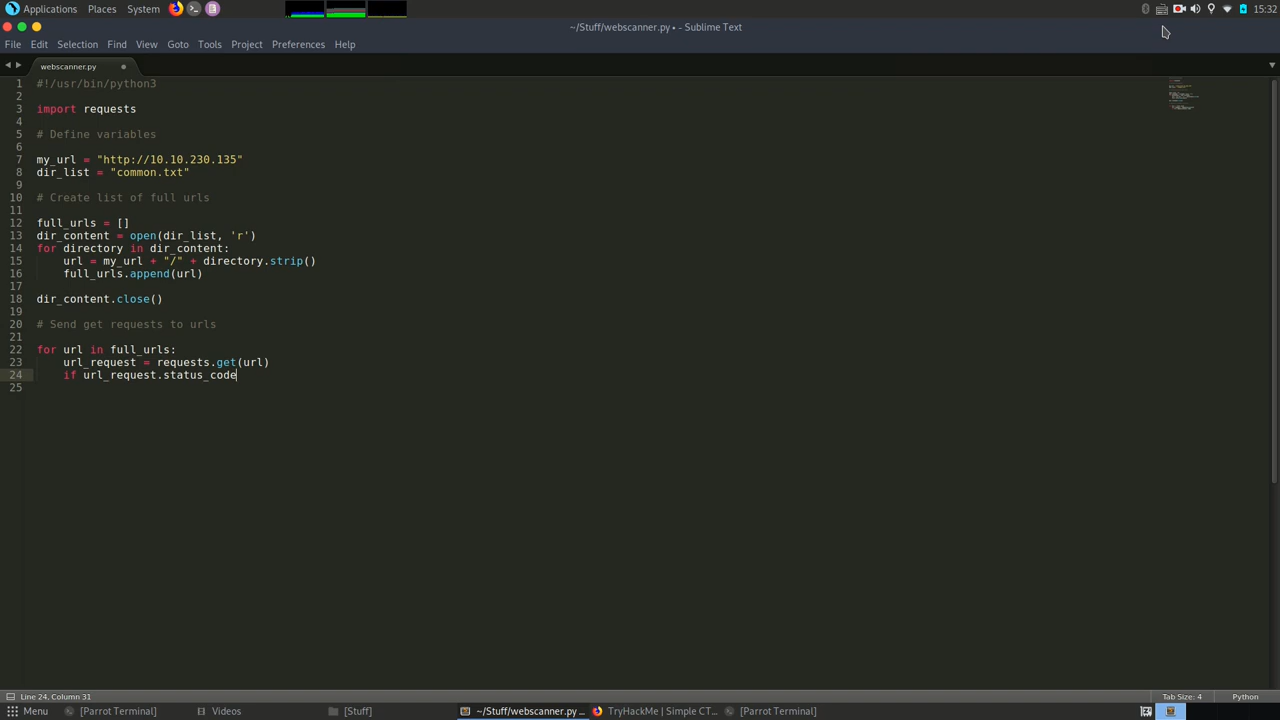 Applications Places System 15:32
~/Stuff/webscanner.py • - Sublime Text
File Edit Selection Find View Goto Tools Project Preferences Help
webscanner.py
1 #!/usr/bin/python3
2
3 import requests
4
5 # Define variables
6
7 my_url = "http://10.10.230.135"
8 dir_list = "common.txt"
9
10 # Create list of full urls
11
12 full_urls = []
13 dir_content = open(dir_list, 'r')
14 for directory in dir_content:
15     url = my_url + "/" + directory.strip()
16     full_urls.append(url)
17
18 dir_content.close()
19
20 # Send get requests to urls
21
22 for url in full_urls:
23     url_request = requests.get(url)
24     if url_request.status_code
25
Line 24, Column 31 Tab Size: 4 Python
Menu [Parrot Terminal] Videos [Stuff] ~/Stuff/webscanner.py ... TryHackMe | Simple CT... [Parrot Terminal]